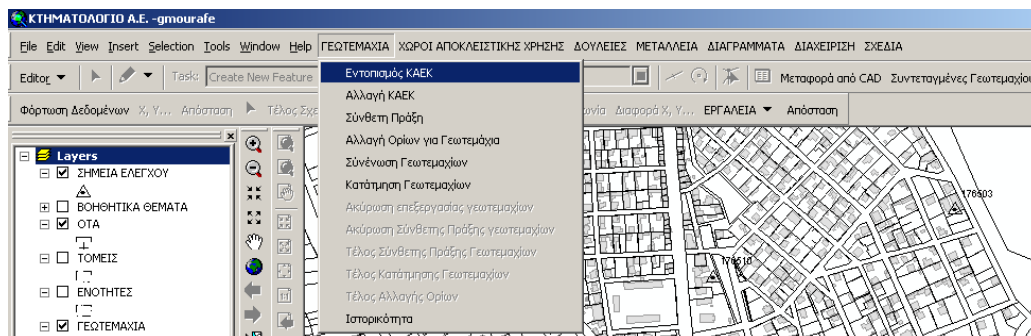 ΚΤΗΜΑΤΟΛΟΓΙΟ Α.Ε. -gmourafe
File Edit View Insert Selection Tools Window Help ΓΕΩΤΕΜΑΧΙΑ ΧΩΡΟΙ ΑΠΟΚΛΕΙΣΤΙΚΗΣ ΧΡΗΣΗΣ ΔΟΥΛΕΙΕΣ ΜΕΤΑΛΛΕΙΑ ΔΙΑΓΡΑΜΜΑΤΑ ΔΙΑΧΕΙΡΙΣΗ ΣΧΕΔΙΑ
Editor Task: Create New Feature Μεταφορά από CAD Συντεταγμένες Γεωτεμαχίο
Φόρτωση Δεδομένων X, Y... Απόσταση Τέλος Σχε ωνία Διαφορά X, Y... ΕΡΓΑΛΕΙΑ Απόσταση
Εντοπισμός ΚΑΕΚ
Αλλαγή ΚΑΕΚ
Σύνθετη Πράξη
Αλλαγή Ορίων για Γεωτεμάχια
Σύνένωση Γεωτεμαχίων
Κατάτμηση Γεωτεμαχίων
Ακύρωση επεξεργασίας γεωτεμαχίων
Ακύρωση Σύνθετης Πράξης γεωτεμαχίων
Τέλος Σύνθετης Πράξης Γεωτεμαχίων
Τέλος Κατάτμησης Γεωτεμαχίων
Τέλος Αλλαγής Ορίων
Ιστορικότητα
Layers
ΣΗΜΕΙΑ ΕΛΕΓΧΟΥ
ΒΟΗΘΗΤΙΚΑ ΘΕΜΑΤΑ
ΟΤΑ
ΤΟΜΕΙΣ
ΕΝΟΤΗΤΕΣ
ΓΕΩΤΕΜΑΧΙΑ
176503
176510